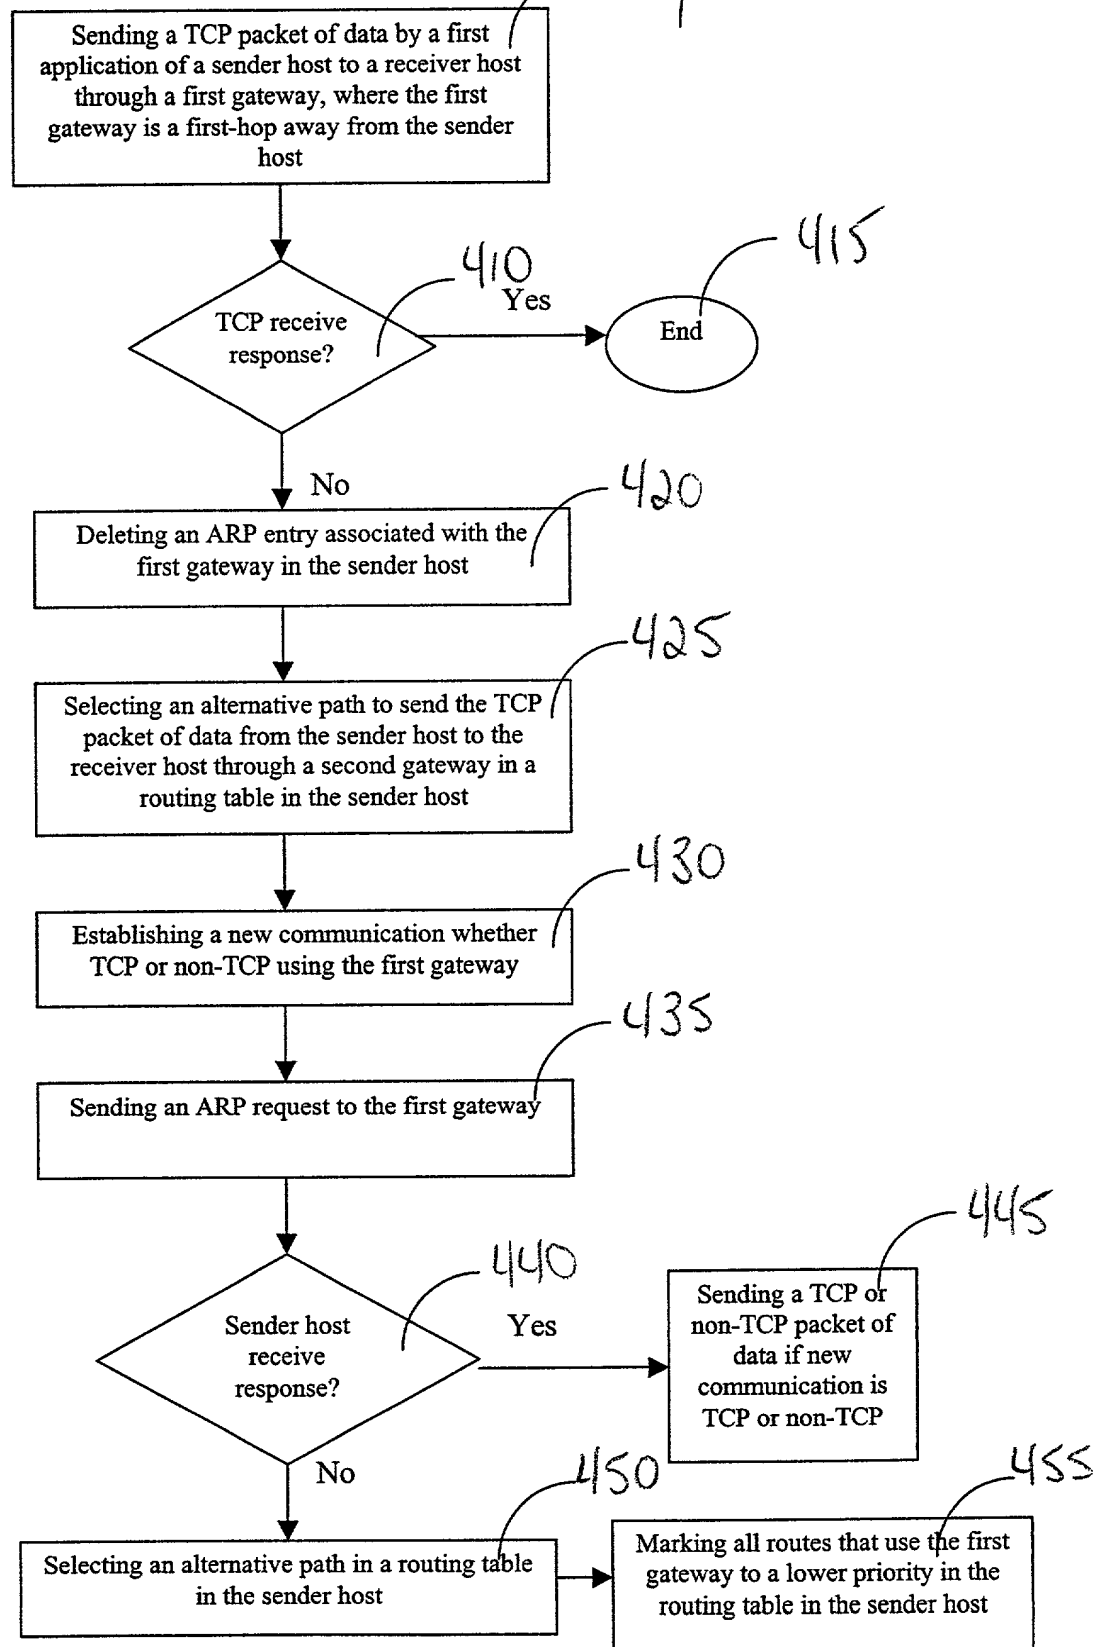 Sending a TCP packet of data by a first
application of a sender host to a receiver host
through a first gateway, where the first
gateway is a first-hop away from the sender
host
410
415
TCP receive
response?
Yes
End
No
420
Deleting an ARP entry associated with the
first gateway in the sender host
425
Selecting an alternative path to send the TCP
packet of data from the sender host to the
receiver host through a second gateway in a
routing table in the sender host
430
Establishing a new communication whether
TCP or non-TCP using the first gateway
435
Sending an ARP request to the first gateway
440
445
Sender host
receive
response?
Yes
Sending a TCP or
non-TCP packet of
data if new
communication is
TCP or non-TCP
No
450
455
Selecting an alternative path in a routing table
in the sender host
Marking all routes that use the first
gateway to a lower priority in the
routing table in the sender host